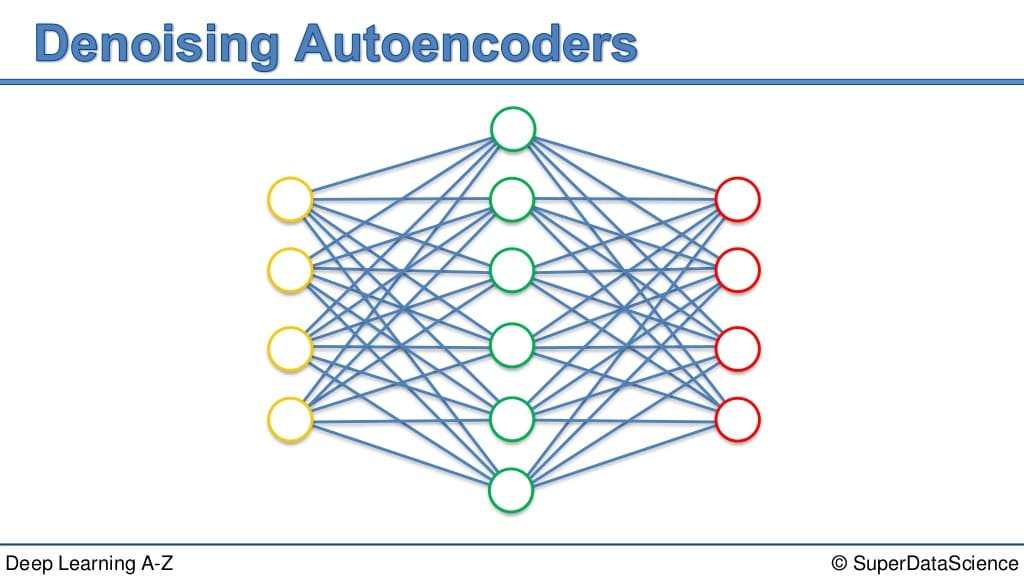 Denoising Autoencoders
Deep Learning A-Z
© SuperDataScience